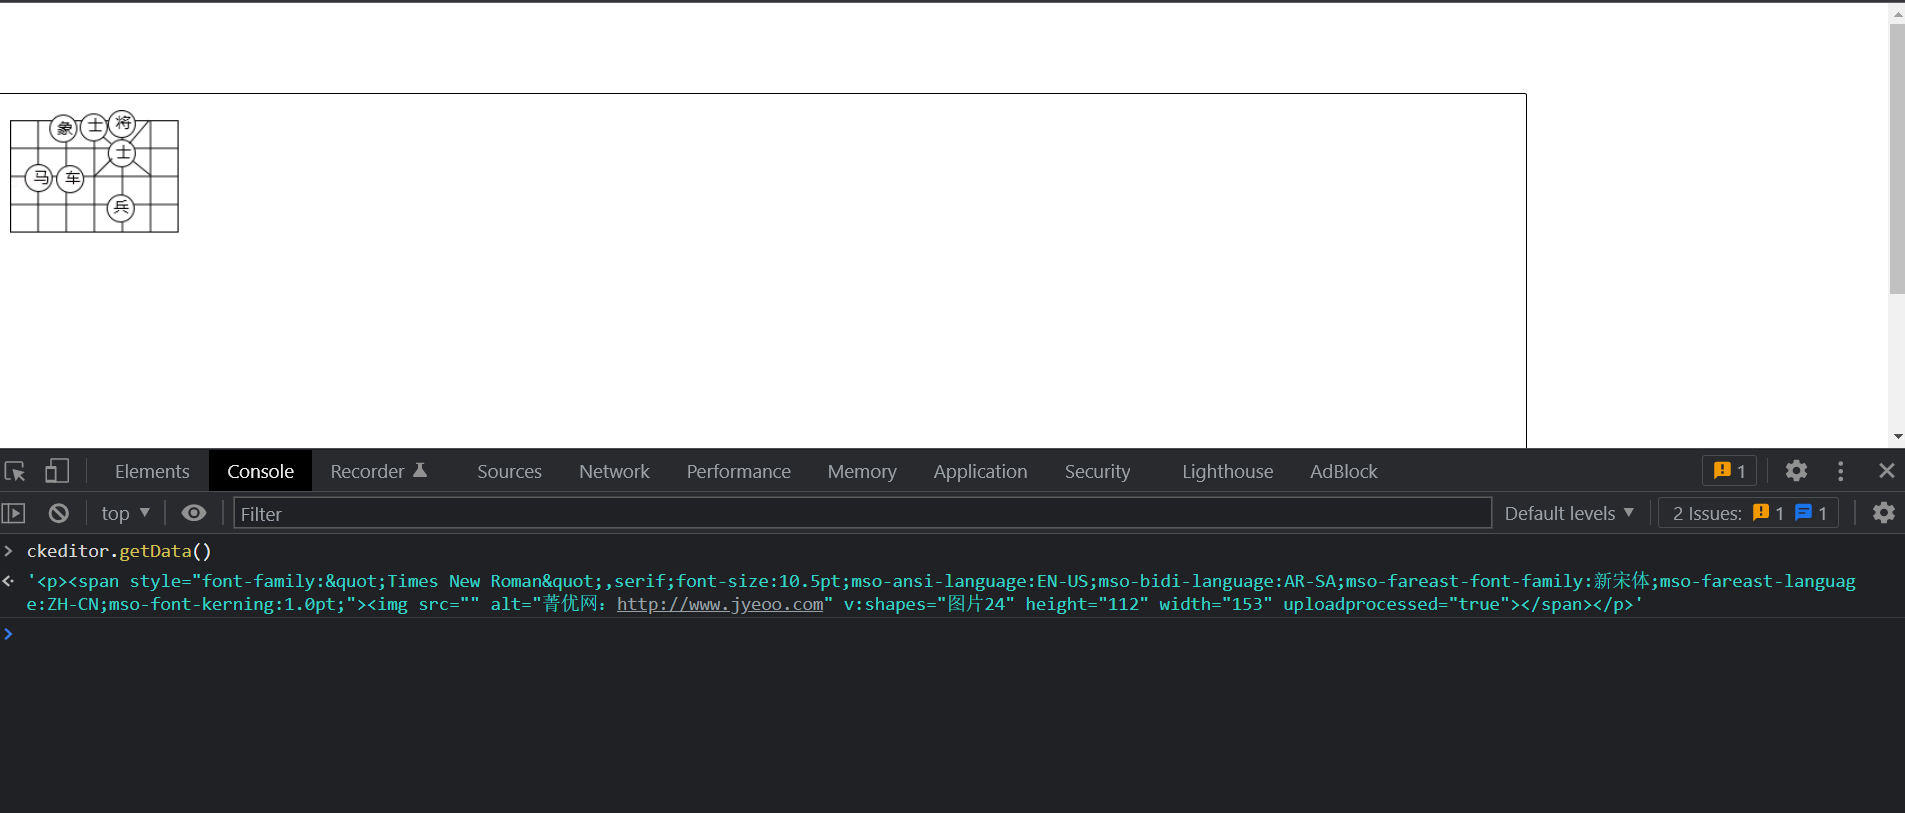 象 士 将
士
马 车
兵
Elements Console Recorder Sources Network Performance Memory Application Security Lighthouse AdBlock 1
top Filter Default levels 2 Issues: 1 1
ckeditor.getData()
'<p><span style="font-family:&quot;Times New Roman&quot;,serif;font-size:10.5pt;mso-ansi-language:EN-US;mso-bidi-language:AR-SA;mso-fareast-font-family:新宋体;mso-fareast-languag
e:ZH-CN;mso-font-kerning:1.0pt;"><img src="" alt="菁优网：http://www.jyeoo.com" v:shapes="图片24" height="112" width="153" uploadprocessed="true"></span></p>'